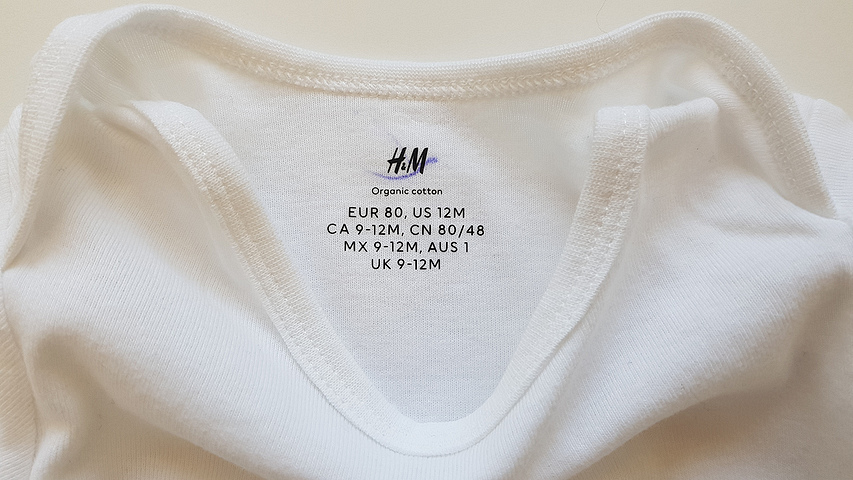 H&M
Organic cotton
EUR 80, US 12M
CA 9-12M, CN 80/48
MX 9-12M, AUS 1
UK 9-12M